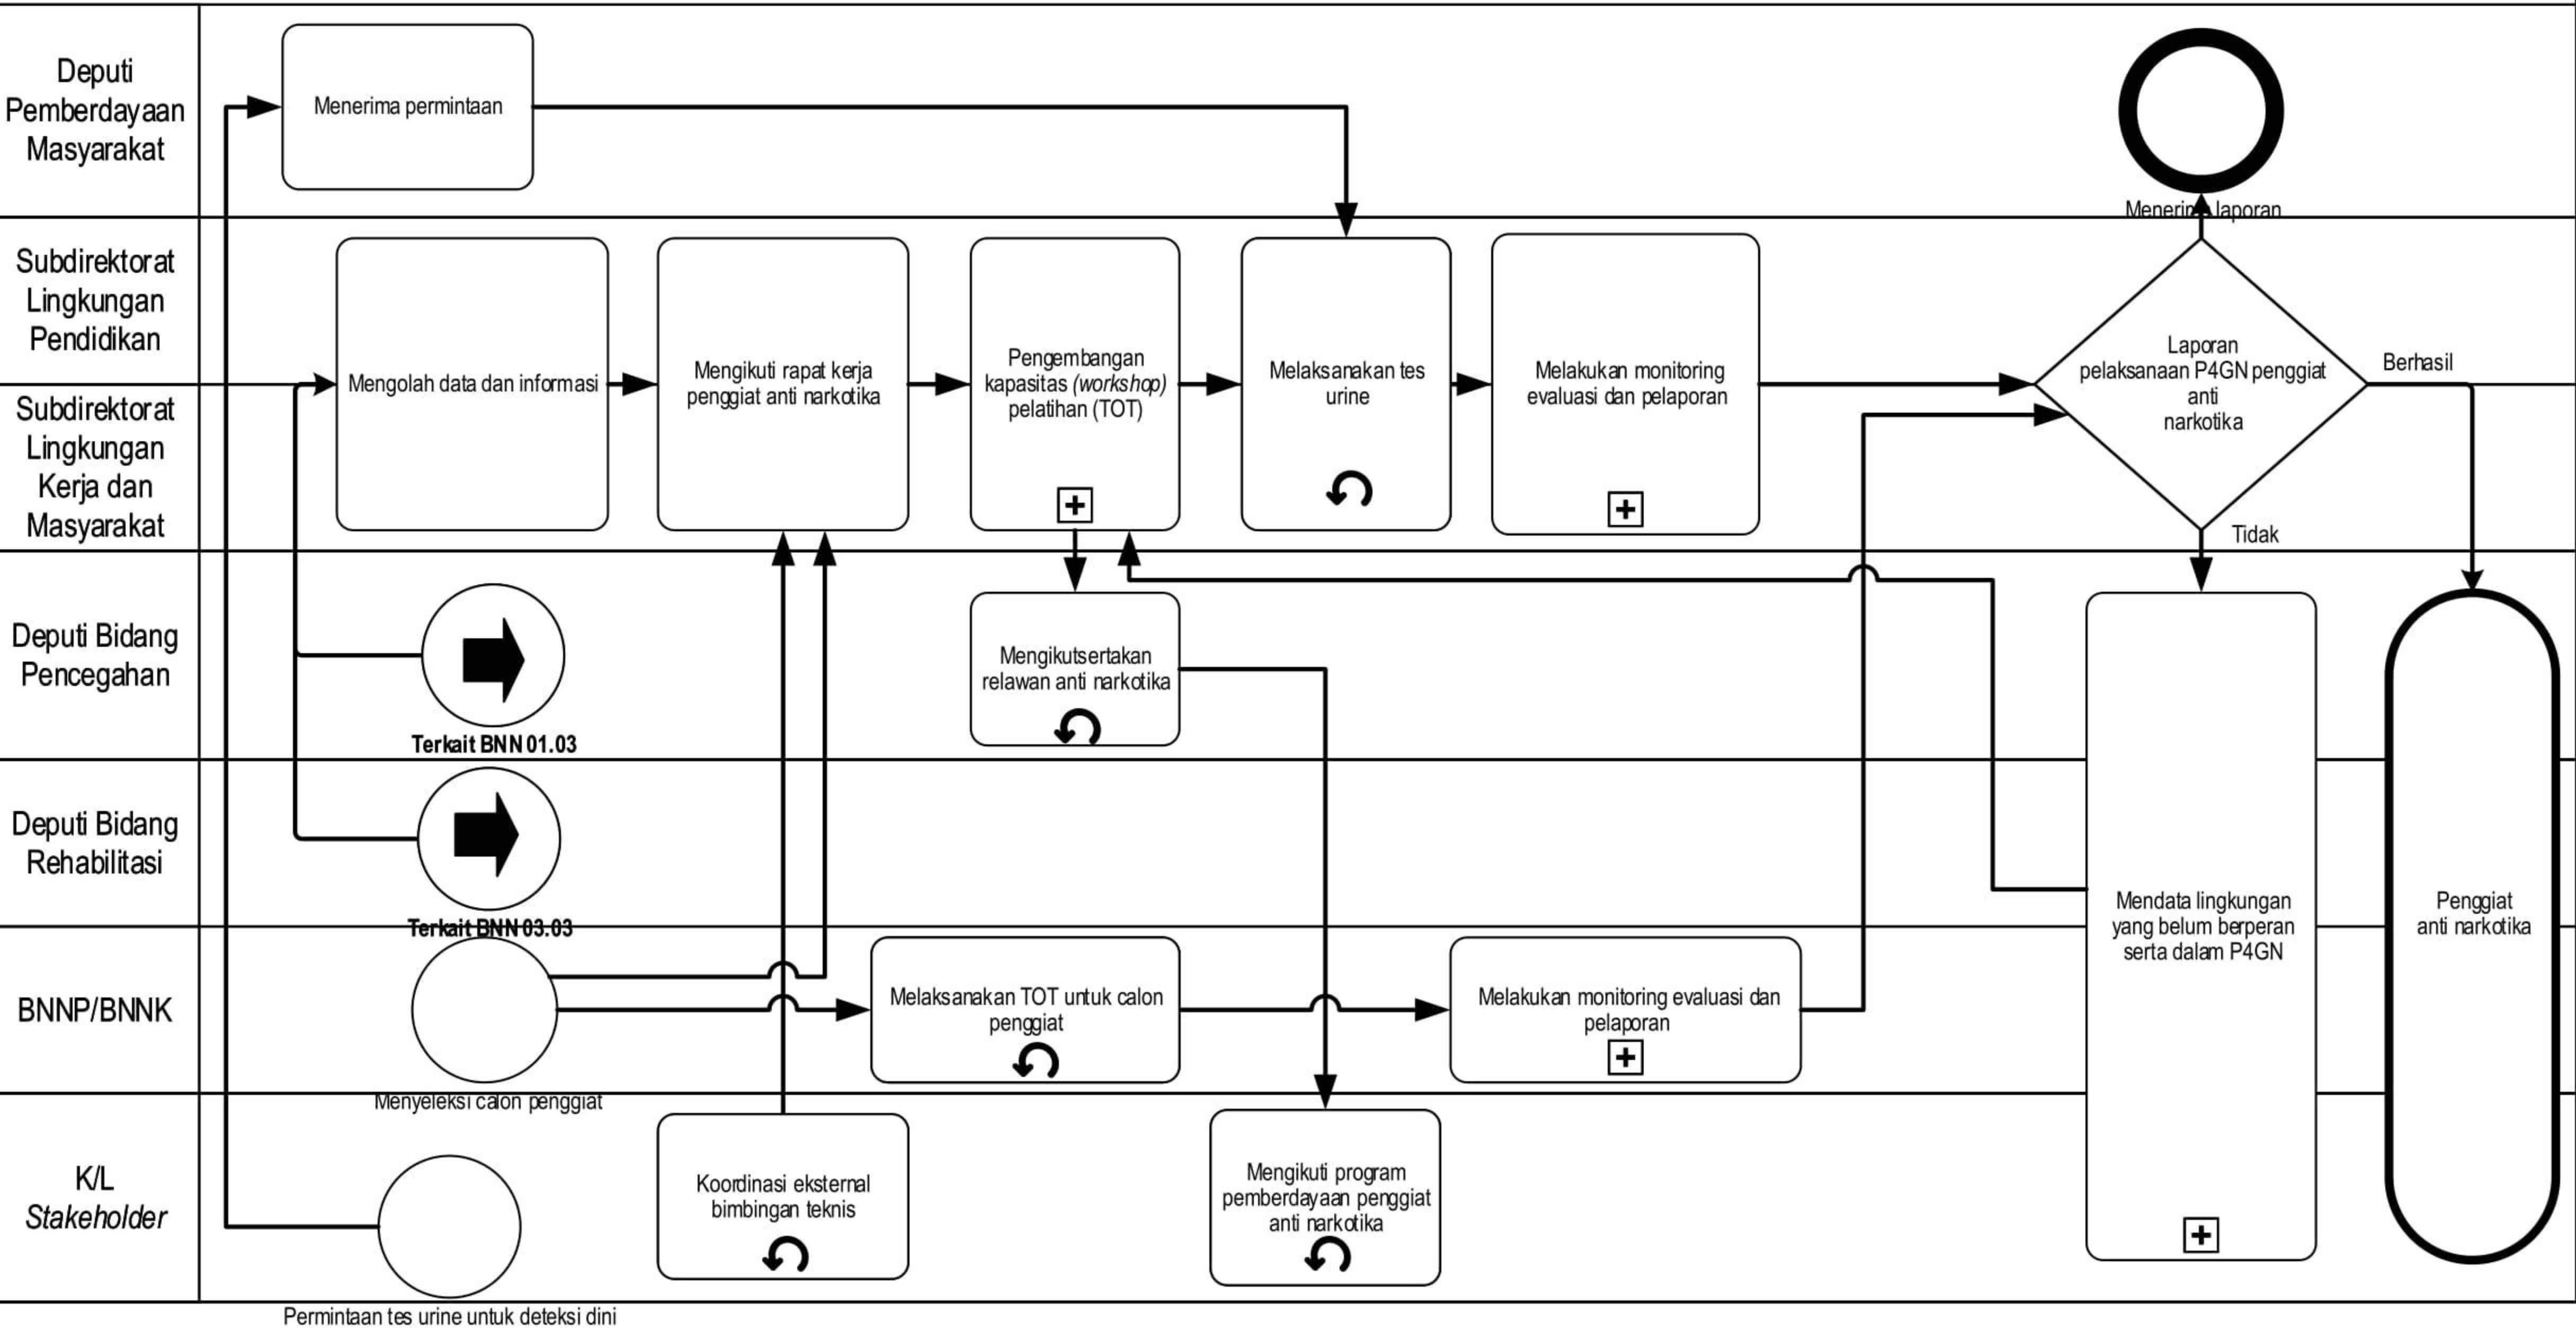 Deputi
Pemberdayaan
Masyarakat
Menerima permintaan
Menerima laporan
Subdirektorat
Lingkungan
Pendidikan
Subdirektorat
Lingkungan
Kerja dan
Masyarakat
Mengolah data dan informasi
Mengikuti rapat kerja
penggiat anti narkotika
Pengembangan
kapasitas (workshop)
pelatihan (TOT)
Melaksanakan tes
urine
Melakukan monitoring
evaluasi dan pelaporan
Laporan
pelaksanaan P4GN penggiat
anti
narkotika
Berhasil
Tidak
Deputi Bidang
Pencegahan
Terkait BNN 01.03
Mengikutsertakan
relawan anti narkotika
Deputi Bidang
Rehabilitasi
Terkait BNN 03.03
Mendata lingkungan
yang belum berperan
serta dalam P4GN
Penggiat
anti narkotika
BNNP/BNNK
Menyeleksi calon penggiat
Melaksanakan TOT untuk calon
penggiat
Melakukan monitoring evaluasi dan
pelaporan
K/L
Stakeholder
Permintaan tes urine untuk deteksi dini
Koordinasi eksternal
bimbingan teknis
Mengikuti program
pemberdayaan penggiat
anti narkotika